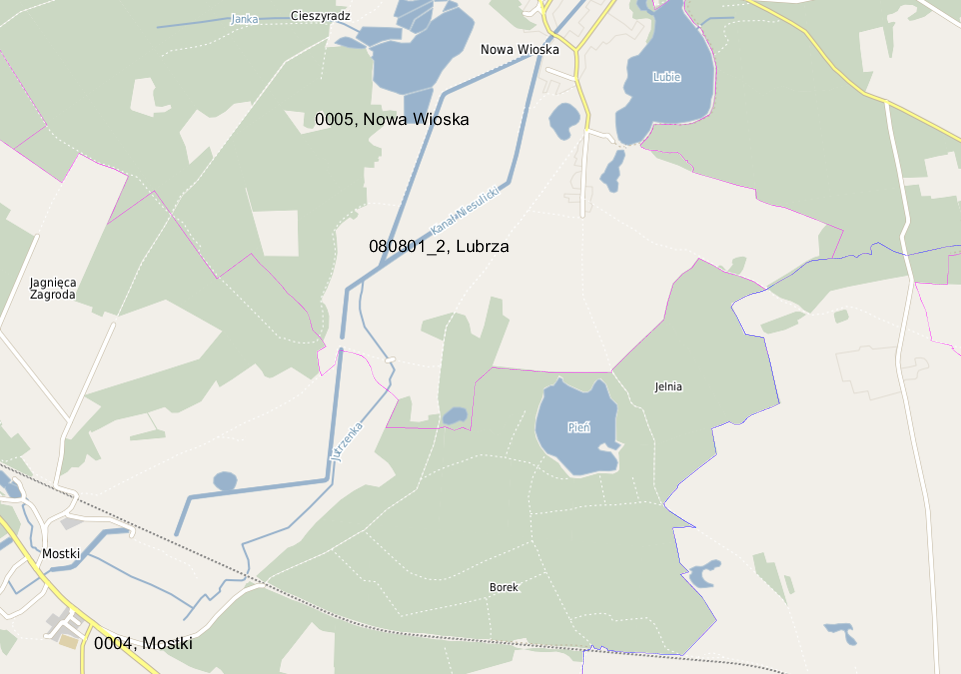 Janka
Cieszyradz
Nowa Wioska
Lubie
0005, Nowa Wioska
Kanał Niesulicki
080801_2, Lubrza
Jagnięca
Zagroda
Jelnia
Pień
Jutrzenka
Mostki
Borek
0004, Mostki